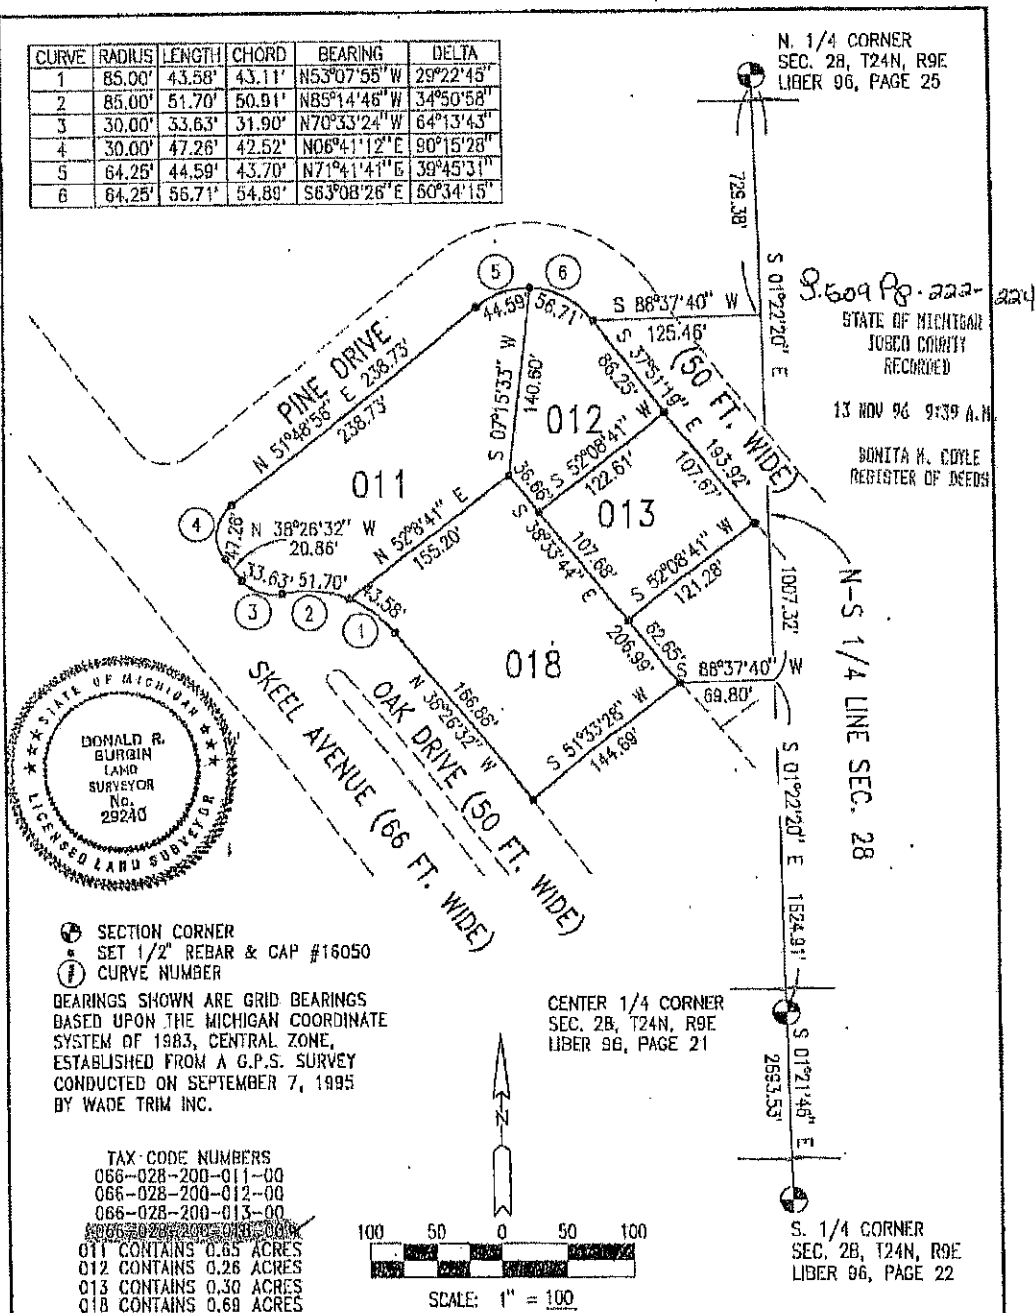 CURVE RADIUS LENGTH CHORD BEARING DELTA
1 85.00' 43.58' 43.11' N53°07'55"W 29°22'45"
2 85.00' 51.70' 50.91' N85°14'46"W 34°50'58"
3 30.00' 33.63' 31.90' N70°33'24"W 64°13'43"
4 30.00' 47.26' 42.52' N06°41'12"E 90°15'28"
5 64.25' 44.59' 43.70' N71°41'41"E 39°45'31"
6 64.25' 56.71' 54.89' S63°08'26"E 50°34'15"
N. 1/4 CORNER
SEC. 28, T24N, R9E
LIBER 96, PAGE 25
729.38'
S 01°22'20" E
222-224
STATE OF MICHIGAN
IOSCO COUNTY
RECORDED
13 NOV 96 9:39 A.M.
BONITA M. COYLE
REGISTER OF DEEDS
5
6
44.59'
56.71'
S 88°37'40" W
125.46'
PINE DRIVE
N 51°48'56" E 238.73'
238.73'
S 07°15'33" W
140.60'
012
86.25'
S 37°51'19" E 193.92'
(50 FT. WIDE)
011
36.66'
S 52°08'41" W
122.61'
107.67'
013
4
47.26'
N 38°26'32" W
20.86'
N 52°8'41" E
155.20'
S 38°33'44" E
206.99'
107.68'
S 52°08'41" W
121.28'
33.63'
51.70'
43.58'
3
2
1
1007.32'
N-S 1/4 LINE SEC. 28
62.65'
018
S 88°37'40" W
69.80'
SKEEL AVENUE (66 FT. WIDE)
OAK DRIVE (50 FT. WIDE)
166.86'
N 38°26'32" W
S 51°33'28" W
144.69'
S 01°22'20" E 1624.91'
STATE OF MICHIGAN
DONALD R.
BURGIN
LAND
SURVEYOR
No.
29240
LICENSED LAND SURVEYOR
SECTION CORNER
SET 1/2" REBAR & CAP #16050
CURVE NUMBER
BEARINGS SHOWN ARE GRID BEARINGS
BASED UPON THE MICHIGAN COORDINATE
SYSTEM OF 1983, CENTRAL ZONE,
ESTABLISHED FROM A G.P.S. SURVEY
CONDUCTED ON SEPTEMBER 7, 1995
BY WADE TRIM INC.
CENTER 1/4 CORNER
SEC. 28, T24N, R9E
LIBER 96, PAGE 21
S 01°21'46" E
2693.53'
N
TAX CODE NUMBERS
066-028-200-011-00
066-028-200-012-00
066-028-200-013-00
011 CONTAINS 0.65 ACRES
012 CONTAINS 0.26 ACRES
013 CONTAINS 0.30 ACRES
018 CONTAINS 0.69 ACRES
100 50 0 50 100
SCALE: 1" = 100
S. 1/4 CORNER
SEC. 28, T24N, R9E
LIBER 96, PAGE 22